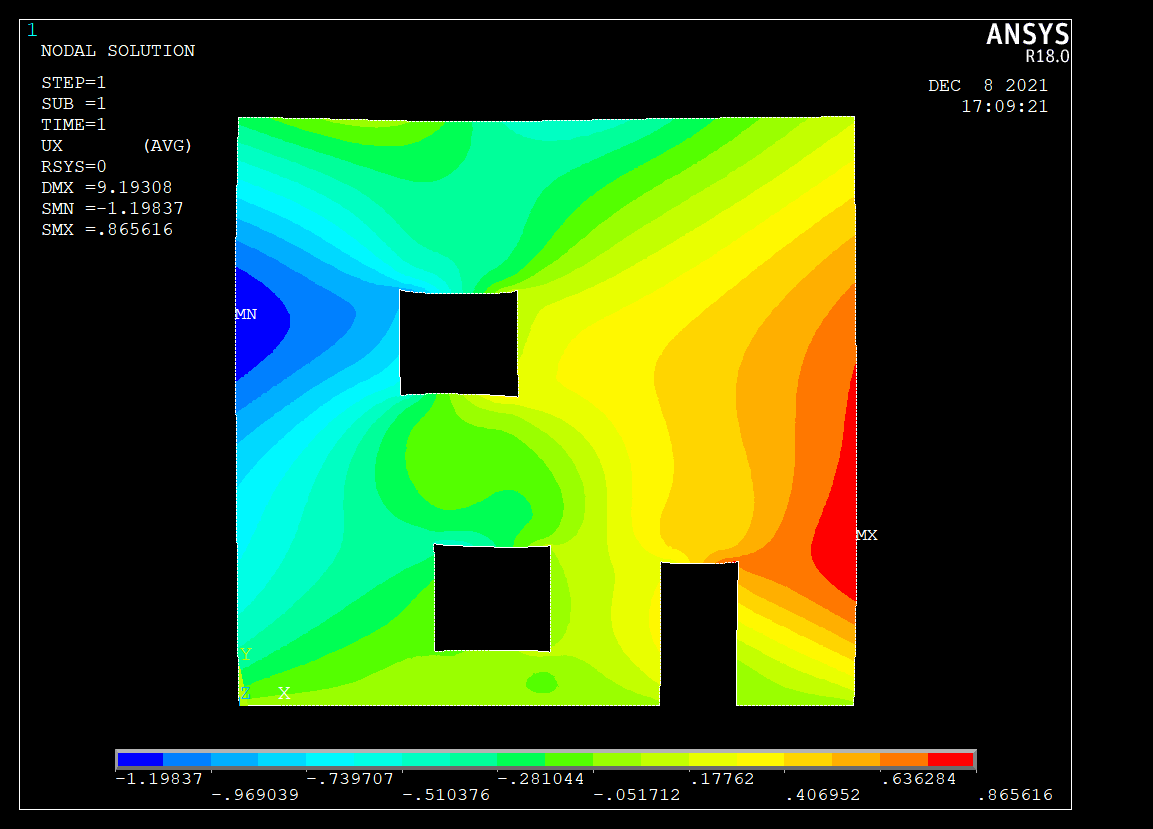 1
ANSYS
R18.0
NODAL SOLUTION
STEP=1
SUB =1
TIME=1
UX (AVG)
RSYS=0
DMX =9.19308
SMN =-1.19837
SMX =.865616
DEC 8 2021
17:09:21
MN
MX
Y
Z X
-1.19837 -.739707 -.281044 .17762 .636284
-.969039 -.510376 -.051712 .406952 .865616